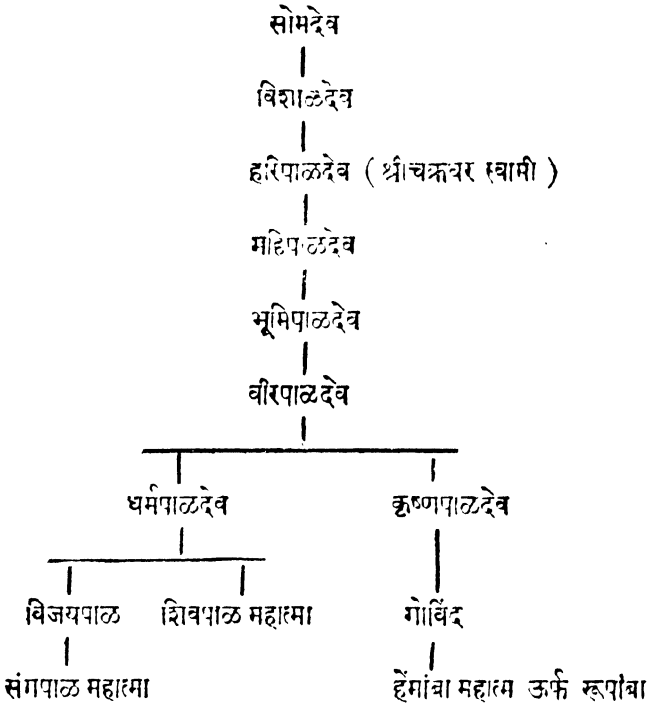 सोमदेव
विशाळदेव
हरिपाळदेव ( श्रीचक्रधर स्वामी )
महिपाळदेव
भूमिपाळदेव
वीरपाळदेव
धर्मपाळदेव कृष्णपाळदेव
विजयपाळ शिवपाळ महात्मा गोविंद
संगपाळ महात्मा हेंमांबा महात्म ऊर्फ रूपांबा